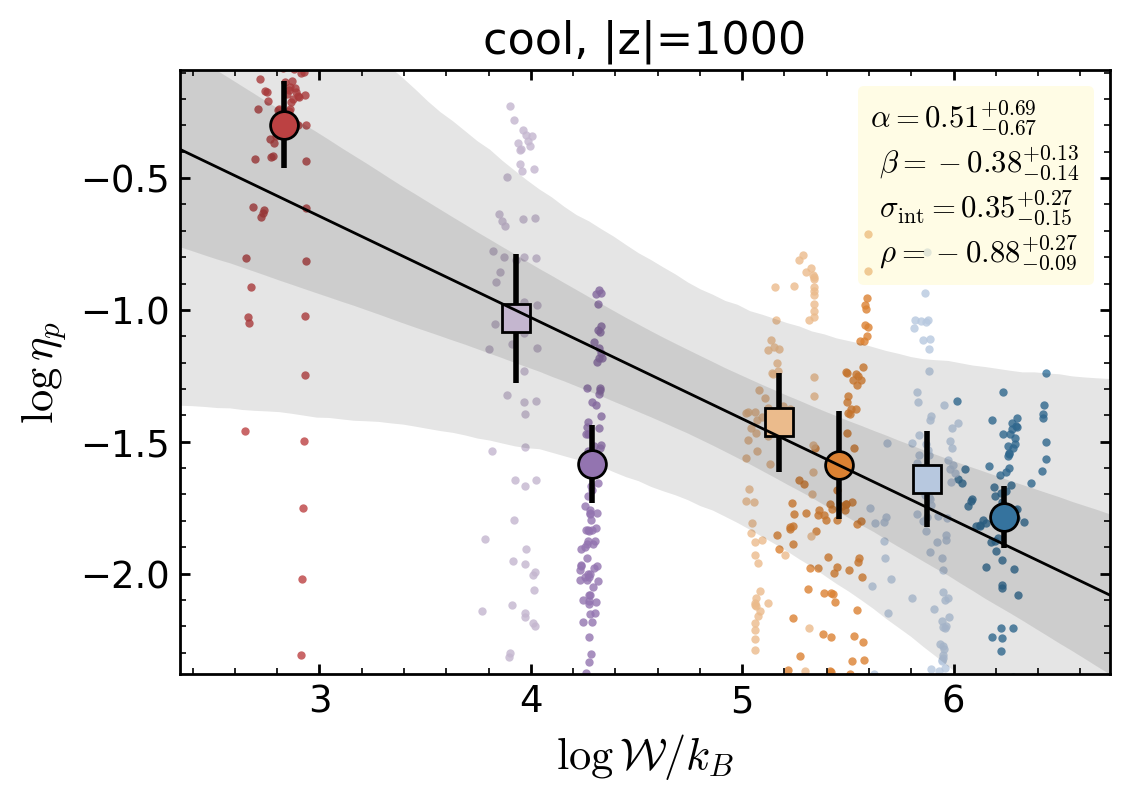 cool, |z|=1000
α = 0.51^{+0.69}_{−0.67}
β = −0.38^{+0.13}_{−0.14}
σ_{int} = 0.35^{+0.27}_{−0.15}
ρ = −0.88^{+0.27}_{−0.09}
log η_p
−0.5
−1.0
−1.5
−2.0
3 4 5 6
log 𝒲/k_B